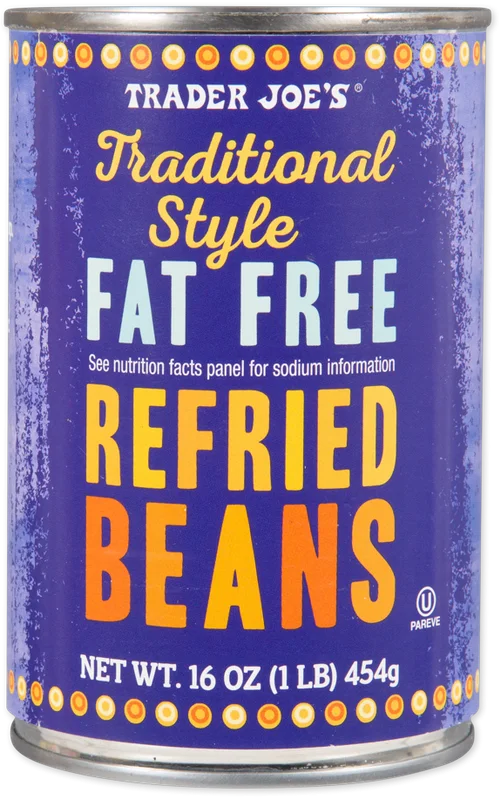 TRADER JOE'S®
Traditional
Style
FAT FREE
See nutrition facts panel for sodium information
REFRIED
BEANS
U
PAREVE
NET WT. 16 OZ (1 LB) 454g